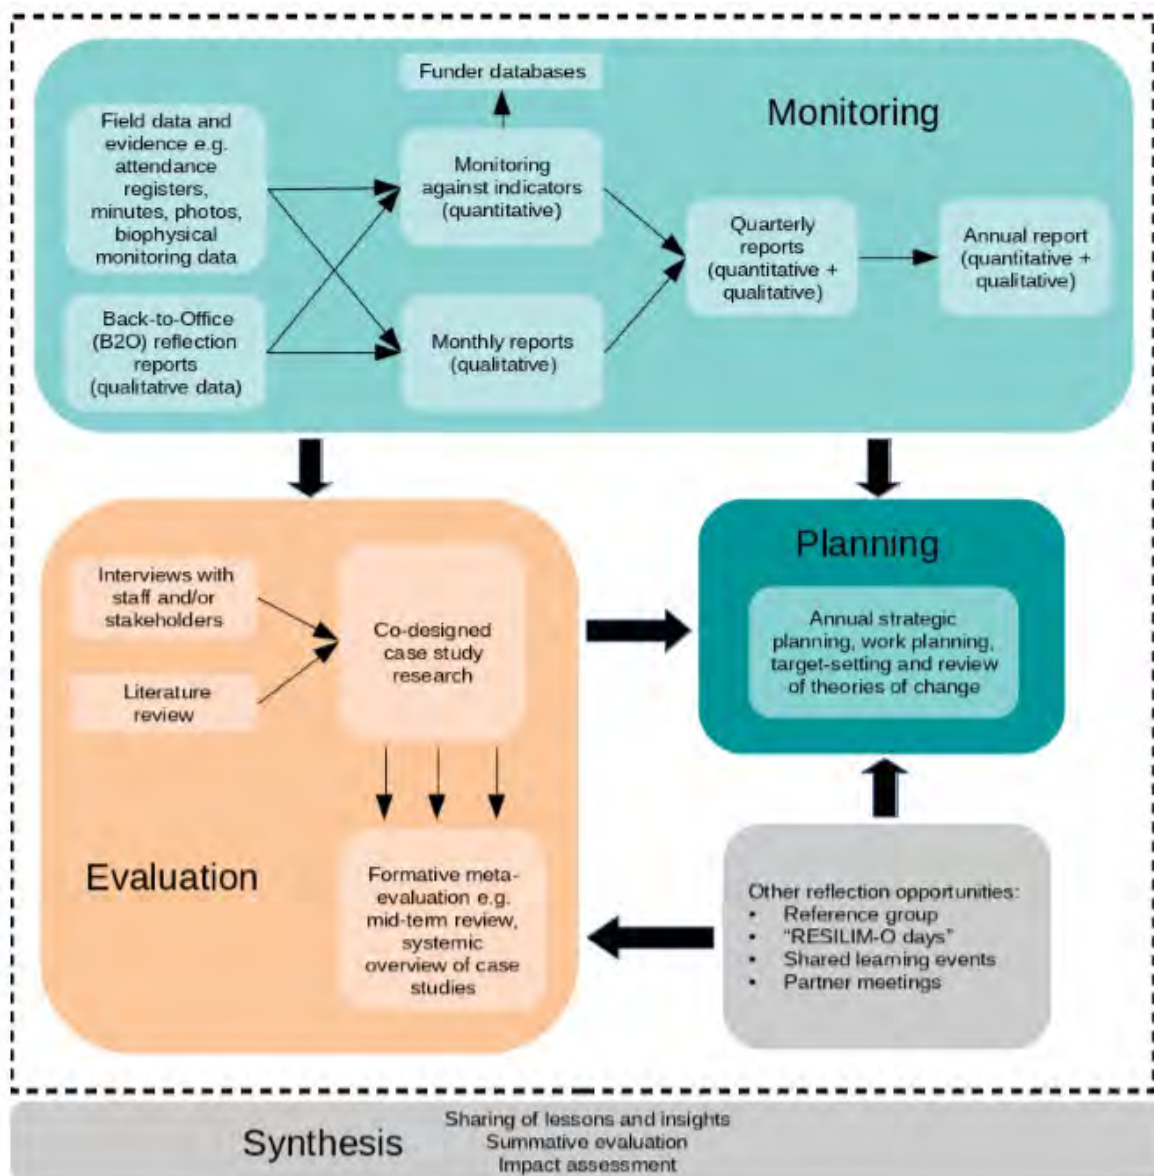 Monitoring
Funder databases
Field data and
evidence e.g.
attendance
registers,
minutes, photos,
biophysical
monitoring data
Monitoring
against indicators
(quantitative)
Quarterly
reports
(quantitative +
qualitative)
Annual report
(quantitative +
qualitative)
Back-to-Office
(B2O) reflection
reports
(qualitative data)
Monthly reports
(qualitative)
Evaluation
Interviews with
staff and/or
stakeholders
Literature
review
Co-designed
case study
research
Formative meta-
evaluation e.g.
mid-term review,
systemic
overview of case
studies
Planning
Annual strategic
planning, work planning,
target-setting and review
of theories of change
Other reflection opportunities:
• Reference group
• “RESILIM-O days”
• Shared learning events
• Partner meetings
Synthesis
Sharing of lessons and insights
Summative evaluation
Impact assessment